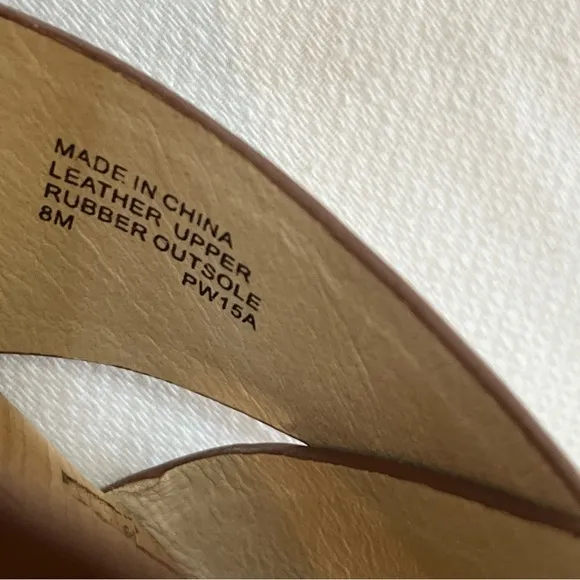 MADE IN CHINA
LEATHER UPPER
RUBBER OUTSOLE
8M
PW15A